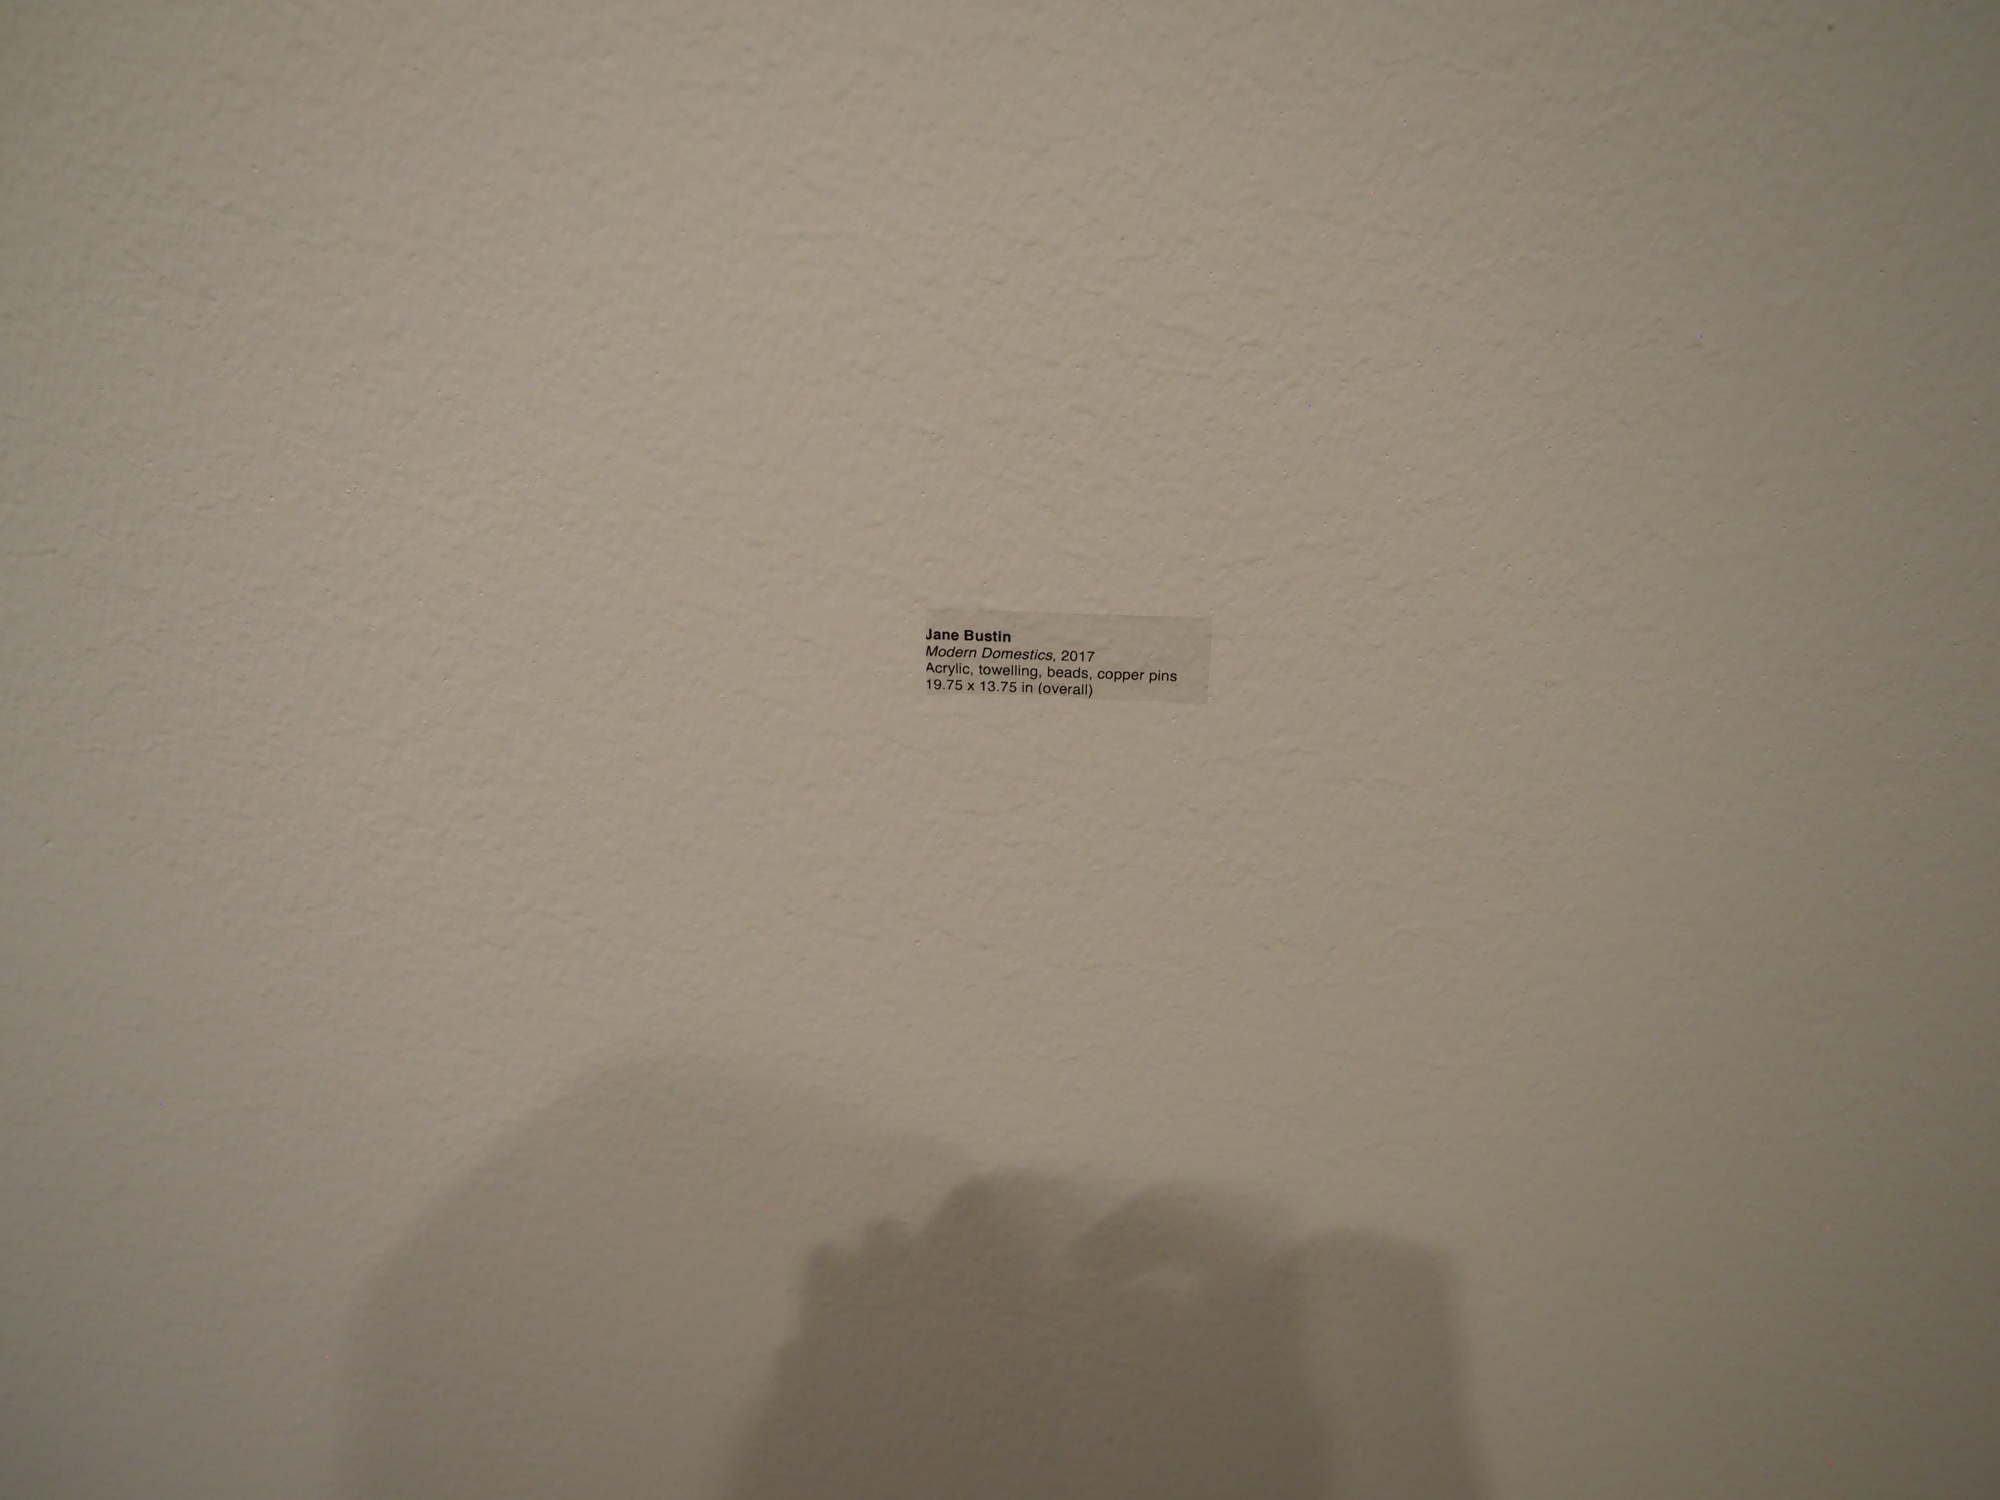 Jane Bustin
Modern Domestics, 2017
Acrylic, towelling, beads, copper pins
19.75 x 13.75 in (overall)